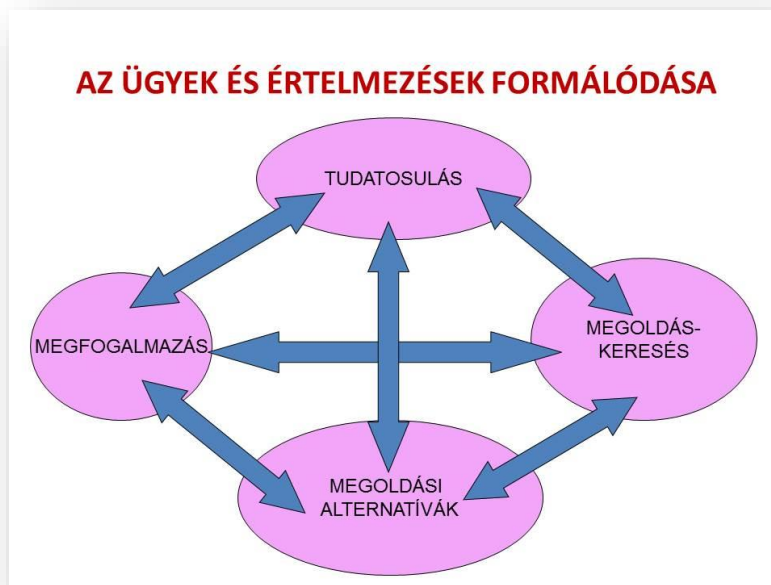 AZ ÜGYEK ÉS ÉRTELMEZÉSEK FORMÁLÓDÁSA
TUDATOSULÁS
MEGFOGALMAZÁS
MEGOLDÁS-
KERESÉS
MEGOLDÁSI
ALTERNATÍVÁK